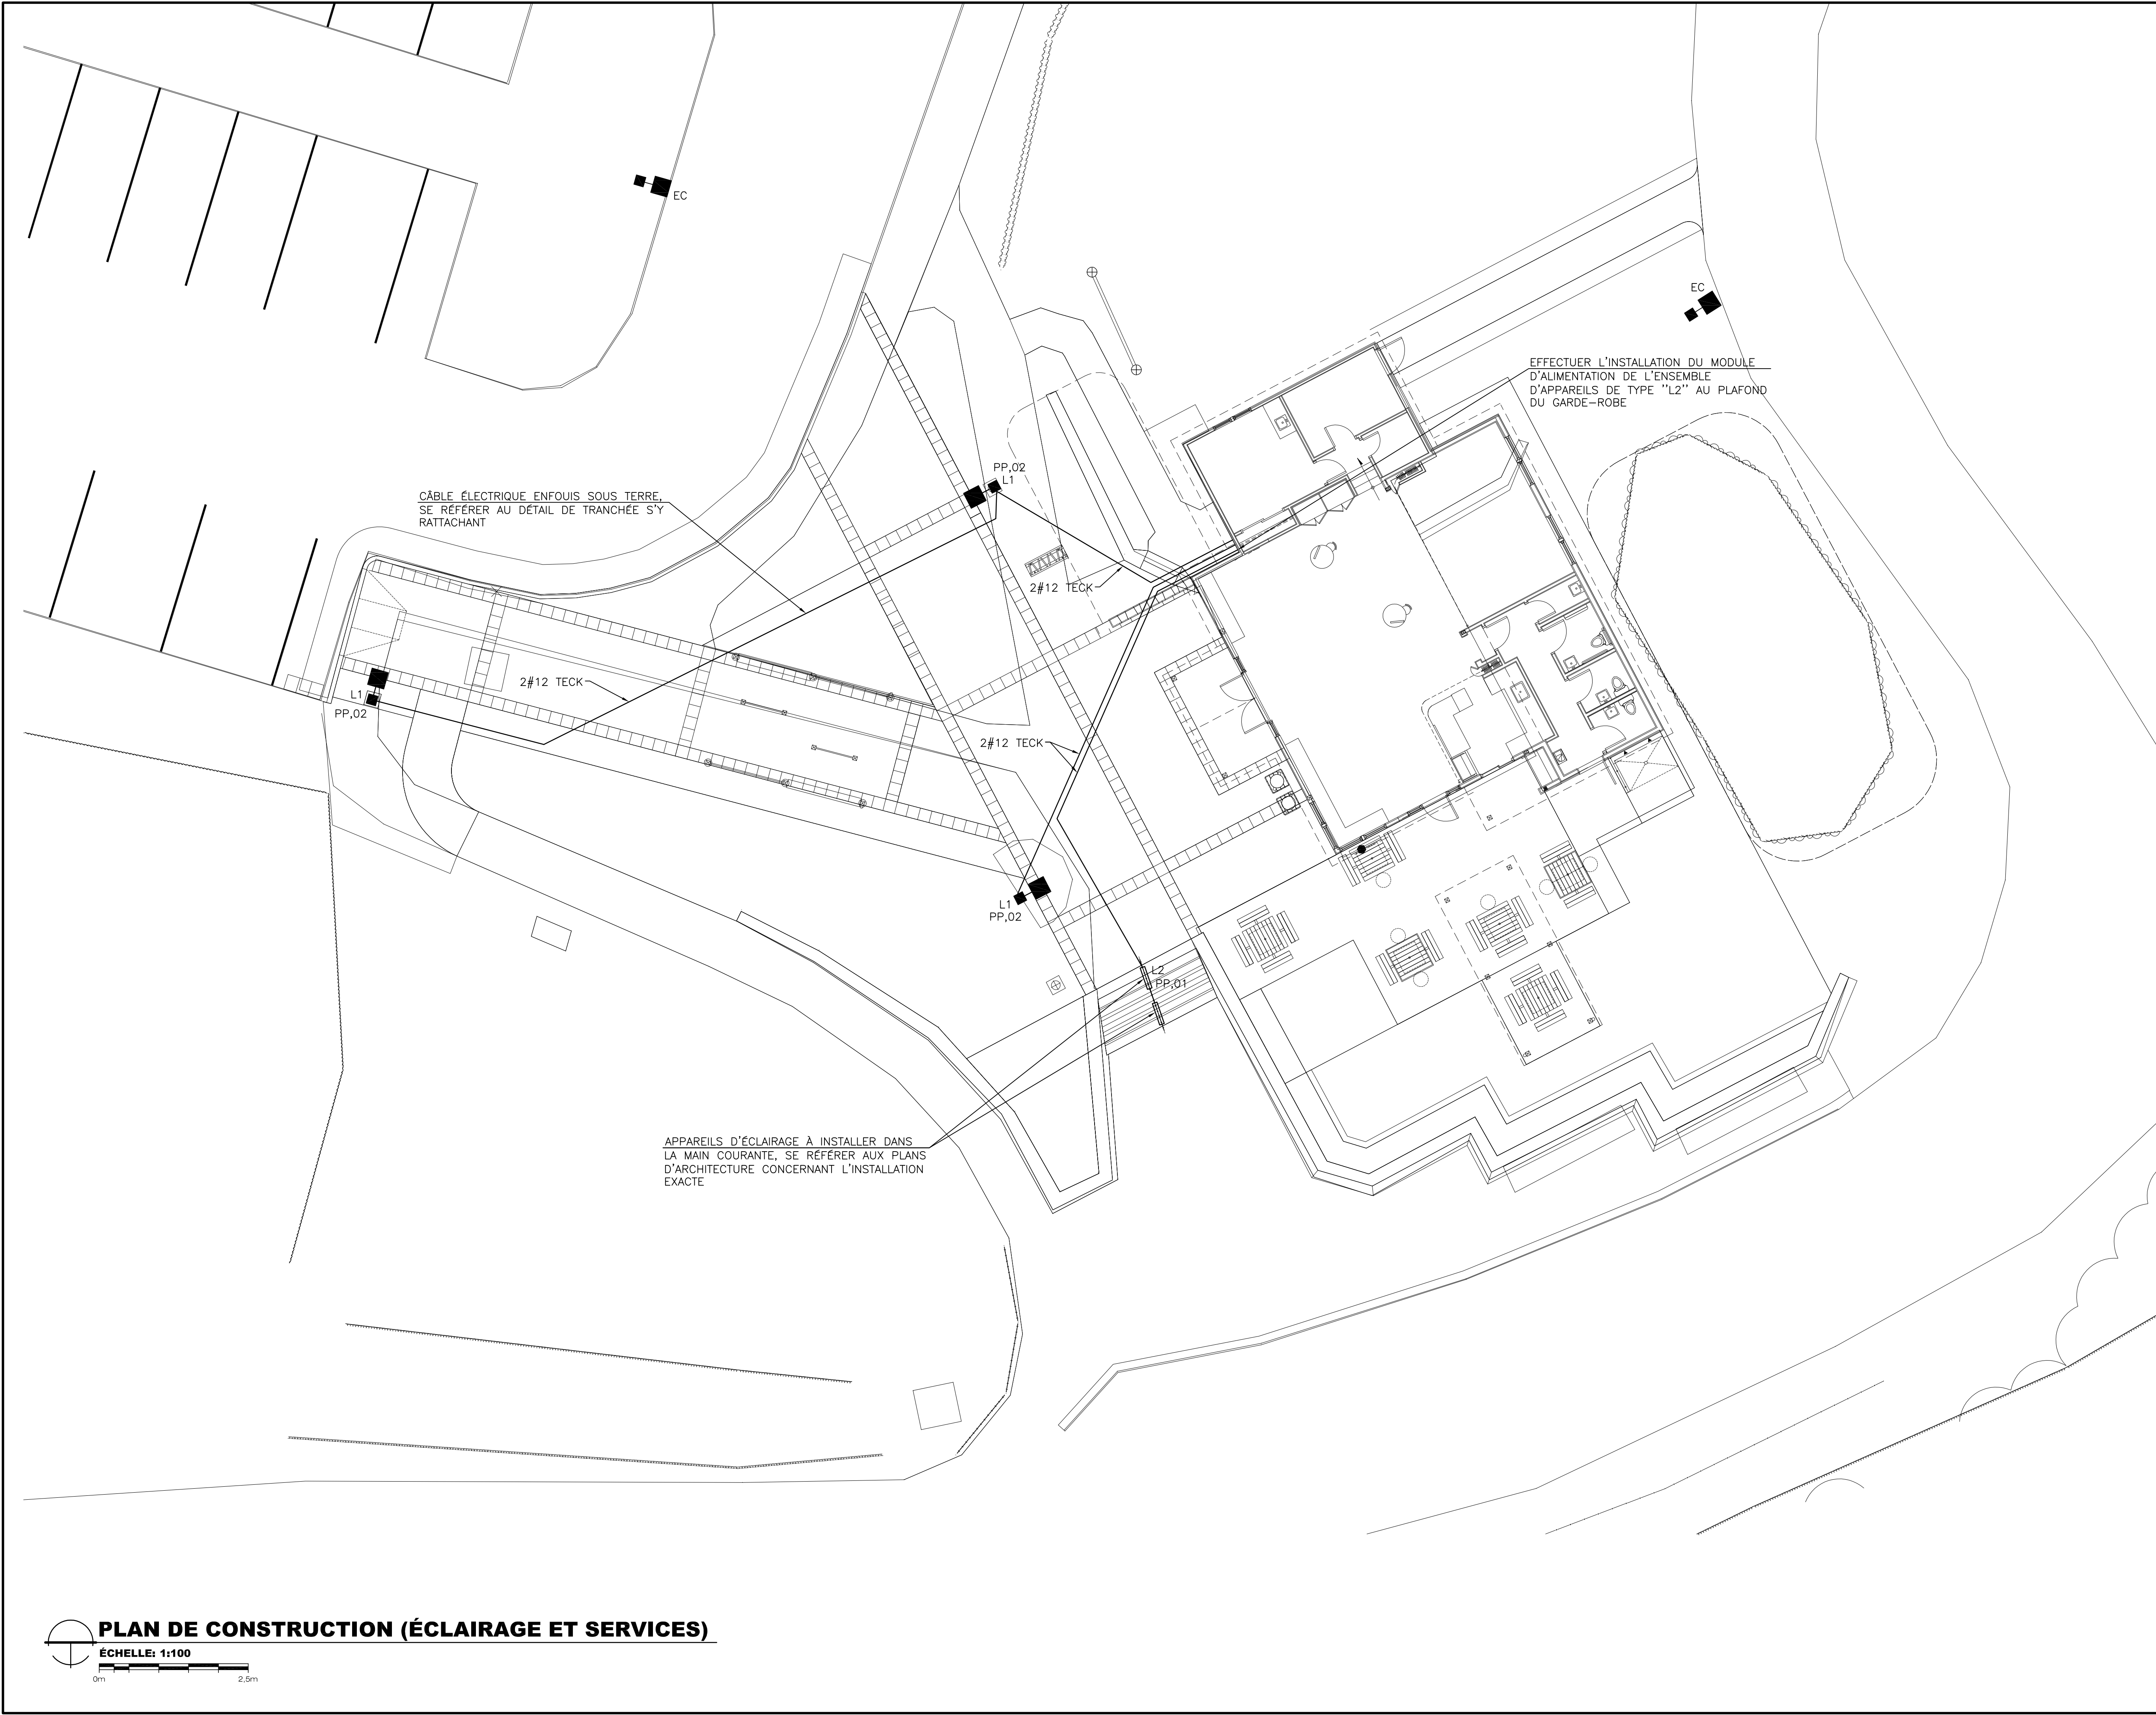 EC
EC
EFFECTUER L'INSTALLATION DU MODULE
D'ALIMENTATION DE L'ENSEMBLE
D'APPAREILS DE TYPE ''L2'' AU PLAFOND
DU GARDE-ROBE
PP,02
L1
CÂBLE ÉLECTRIQUE ENFOUIS SOUS TERRE,
SE RÉFÉRER AU DÉTAIL DE TRANCHÉE S'Y
RATTACHANT
2#12 TECK
2#12 TECK
L1
PP,02
2#12 TECK
L1
PP,02
L2
PP,01
APPAREILS D'ÉCLAIRAGE À INSTALLER DANS
LA MAIN COURANTE, SE RÉFÉRER AUX PLANS
D'ARCHITECTURE CONCERNANT L'INSTALLATION
EXACTE
PLAN DE CONSTRUCTION (ÉCLAIRAGE ET SERVICES)
ÉCHELLE: 1:100
0m 2,5m